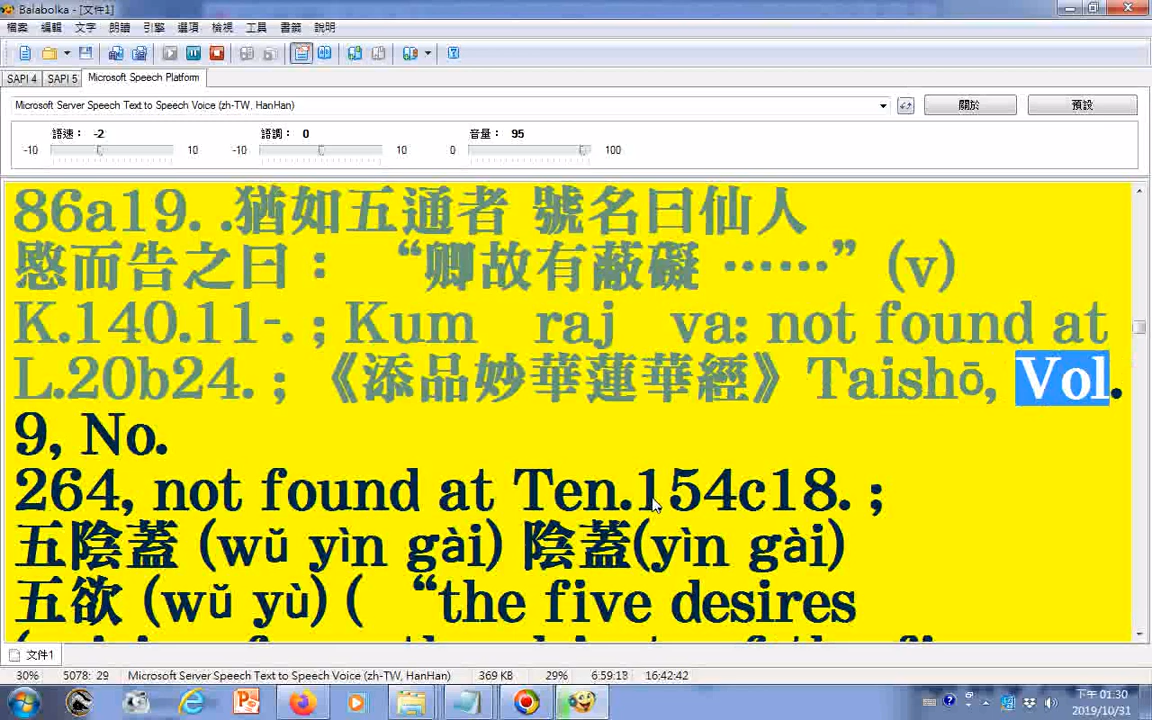 Balabolka - [文件1]
檔案 編輯 文字 朗讀 引擎 選項 檢視 工具 書籤 說明
SAPI 4 SAPI 5 Microsoft Speech Platform
Microsoft Server Speech Text to Speech Voice (zh-TW, HanHan) 關於 預設
語速： -2 語調： 0 音量： 95
-10 10 -10 10 0 100
86a19. .猶如五通者 號名曰仙人
愍而告之曰： “卿故有蔽礙 ……” (v)
K.140.11-. ; Kum raj va: not found at
L.20b24. ; 《添品妙華蓮華經》 Taishō, Vol.
9, No.
264, not found at Ten.154c18. ;
五陰蓋 (wŭ yìn gài) 陰蓋(yìn gài)
五欲 (wŭ yù) ( “the five desires
文件1
30% 5078: 29 Microsoft Server Speech Text to Speech Voice (zh-TW, HanHan) 369 KB 29% 6:59:13 16:42:42
下午 01:30
2019/10/31